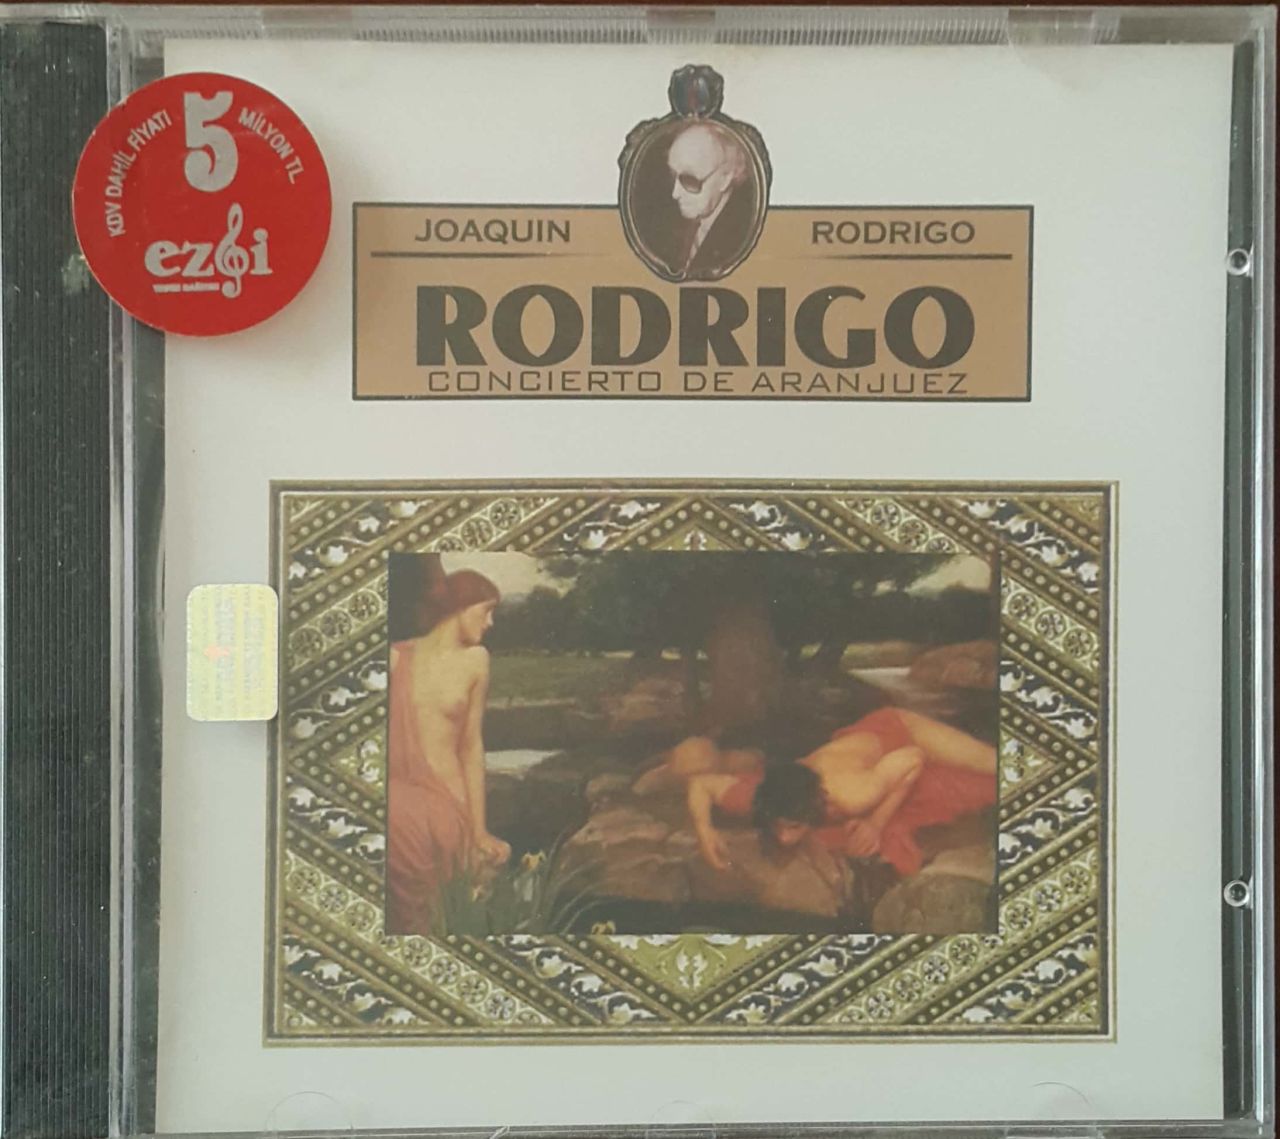 KDV DAHİL FİYATI
5
MİLYON TL.
ezgi
JOAQUIN RODRIGO
RODRIGO
CONCIERTO DE ARANJUEZ